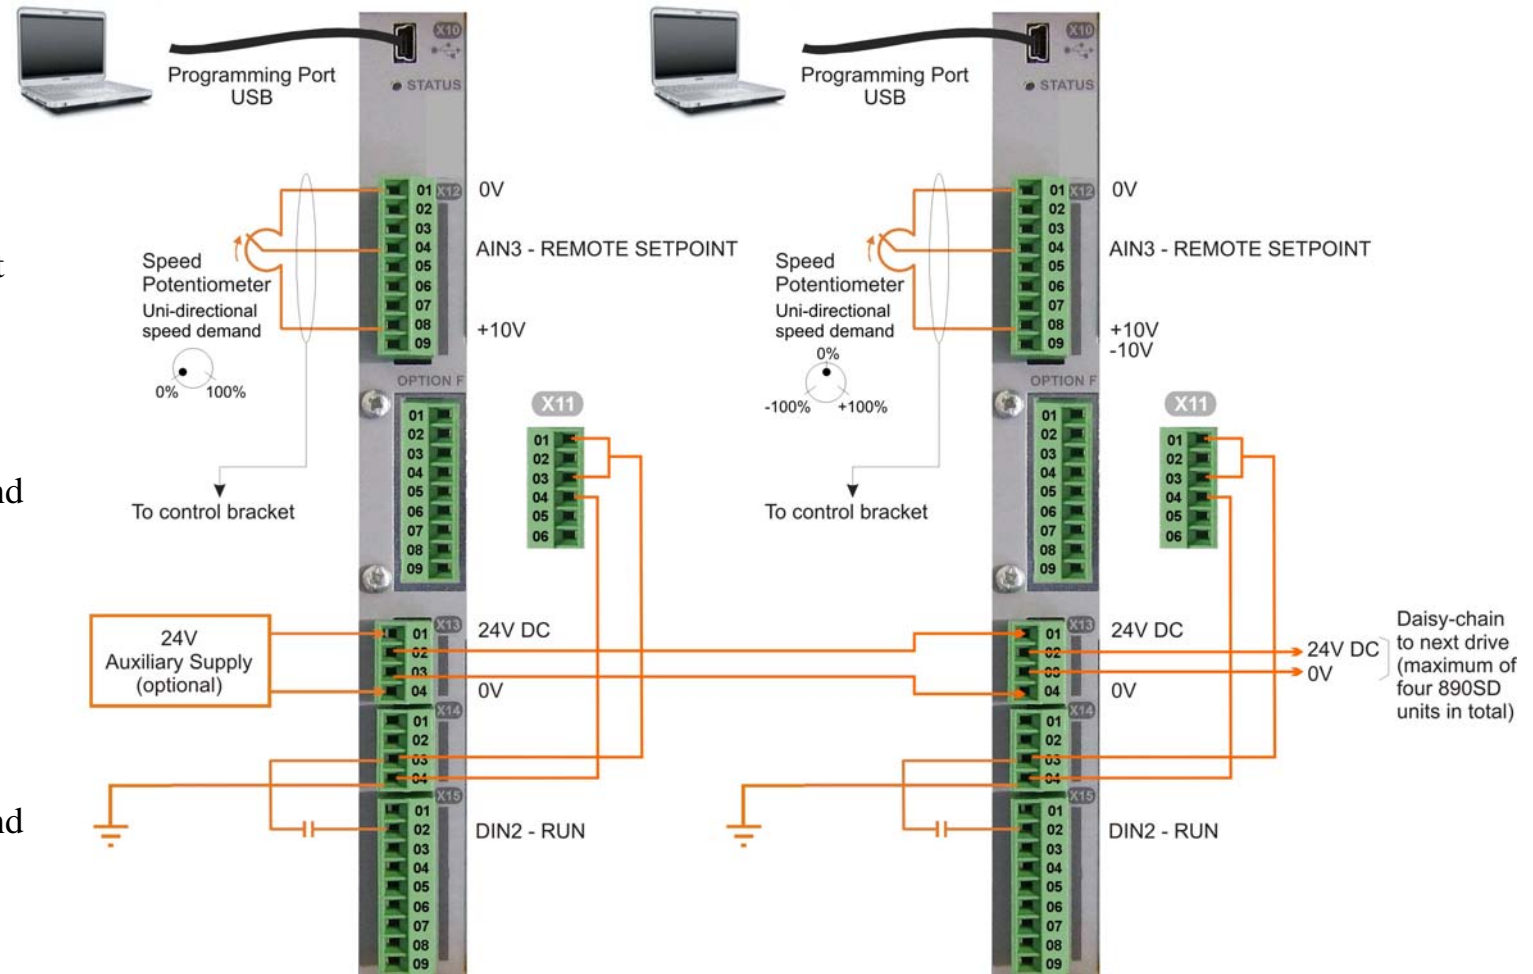 X10
Programming Port
USB
STATUS
01
X12
0V
02
03
04
AIN3 - REMOTE SETPOINT
05
06
07
08
+10V
09
Speed
Potentiometer
Uni-directional
speed demand
0%
100%
To control bracket
OPTION F
01
02
03
04
05
06
07
08
09
X11
01
02
03
04
05
06
24V
Auxiliary Supply
(optional)
X13
01
24V DC
02
03
04
0V
X14
01
02
03
04
X15
01
02
DIN2 - RUN
03
04
05
06
07
08
09
t
nd
nd
X10
Programming Port
USB
STATUS
01
X12
0V
02
03
04
AIN3 - REMOTE SETPOINT
05
06
07
08
+10V
09
-10V
Speed
Potentiometer
Uni-directional
speed demand
0%
-100%
+100%
To control bracket
OPTION F
01
02
03
04
05
06
07
08
09
X11
01
02
03
04
05
06
X13
01
24V DC
02
03
04
0V
24V DC
0V
Daisy-chain
to next drive
(maximum of
four 890SD
units in total)
X14
01
02
03
04
X15
01
02
DIN2 - RUN
03
04
05
06
07
08
09